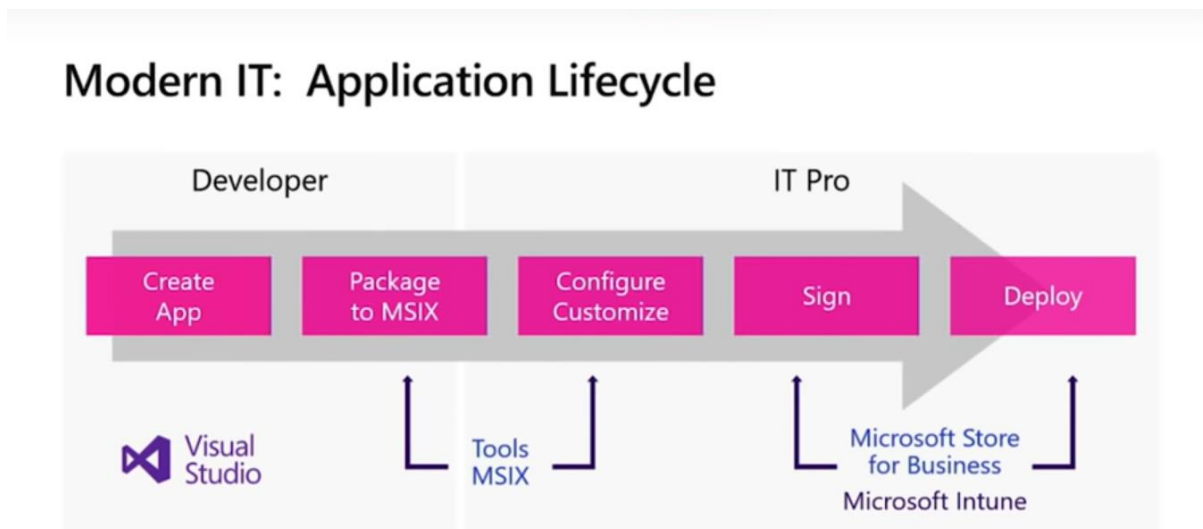 Modern IT:  Application Lifecycle
Developer
IT Pro
Create
App
Package
to MSIX
Configure
Customize
Sign
Deploy
Visual
Studio
Tools
MSIX
Microsoft Store
for Business
Microsoft Intune